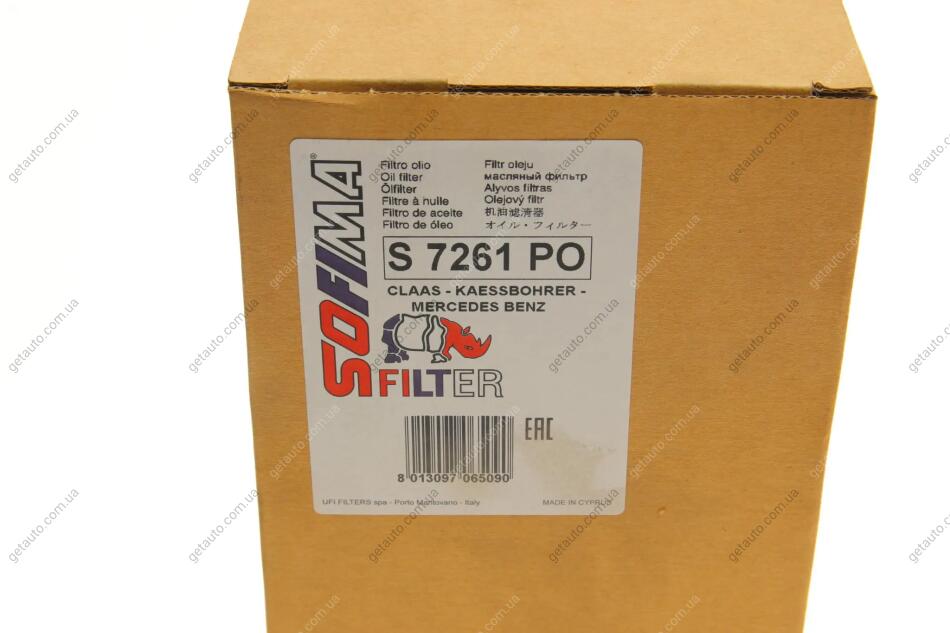 SOFIMA®
Filtro olio
Oil filter
Ölfilter
Filtre à huile
Filtro de aceite
Filtro de óleo
Filtr oleju
масляный фильтр
Alyvos filtras
Olejový filtr
机油滤清器
オイル・フィルター
S 7261 PO
CLAAS - KAESSBOHRER -
MERCEDES BENZ
FILTER
8 013097 065090
EAC
UFI FILTERS spa - Porto Mantovano - Italy
MADE IN CYPRUS
getauto.com.ua